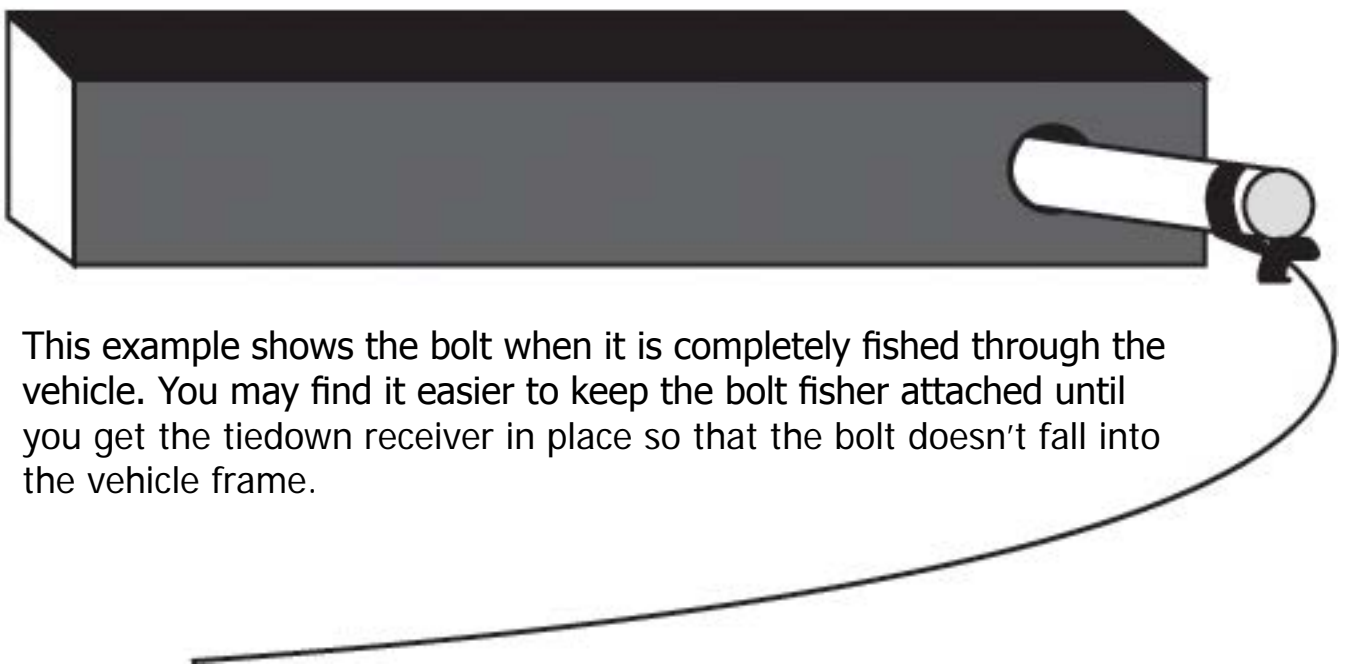 This example shows the bolt when it is completely fished through the
vehicle. You may find it easier to keep the bolt fisher attached until
you get the tiedown receiver in place so that the bolt doesn't fall into
the vehicle frame.